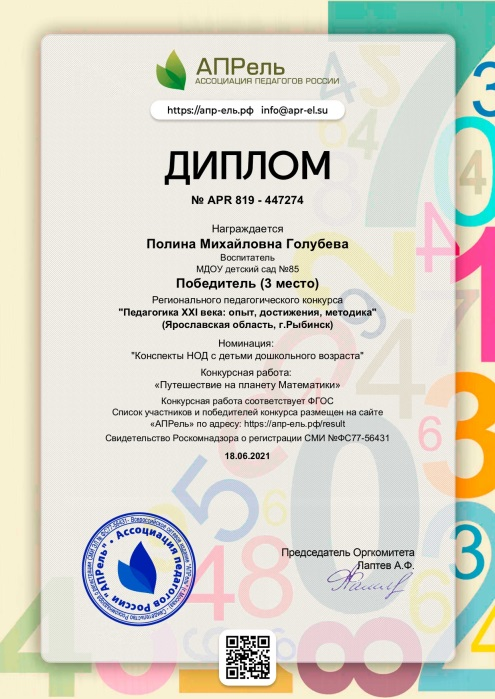 АПРель
АССОЦИАЦИЯ ПЕДАГОГОВ РОССИИ
https://апр-ель.рф info@apr-el.su
ДИПЛОМ
№ APR 819 - 447274
Награждается
Полина Михайловна Голубева
Воспитатель
МДОУ детский сад №85
Победитель (3 место)
Регионального педагогического конкурса
"Педагогика XXI века: опыт, достижения, методика"
(Ярославская область, г.Рыбинск)
Номинация:
"Конспекты НОД с детьми дошкольного возраста"
Конкурсная работа:
«Путешествие на планету Математики»
Конкурсная работа соответствует ФГОС
Список участников и победителей конкурса размещен на сайте
«АПРель» по адресу: https://апр-ель.рф/result
Свидетельство Роскомнадзора о регистрации СМИ №ФС77-56431
18.06.2021
Председатель Оргкомитета
Лаптев А.Ф.
Ассоциация педагогов России "АПРель"